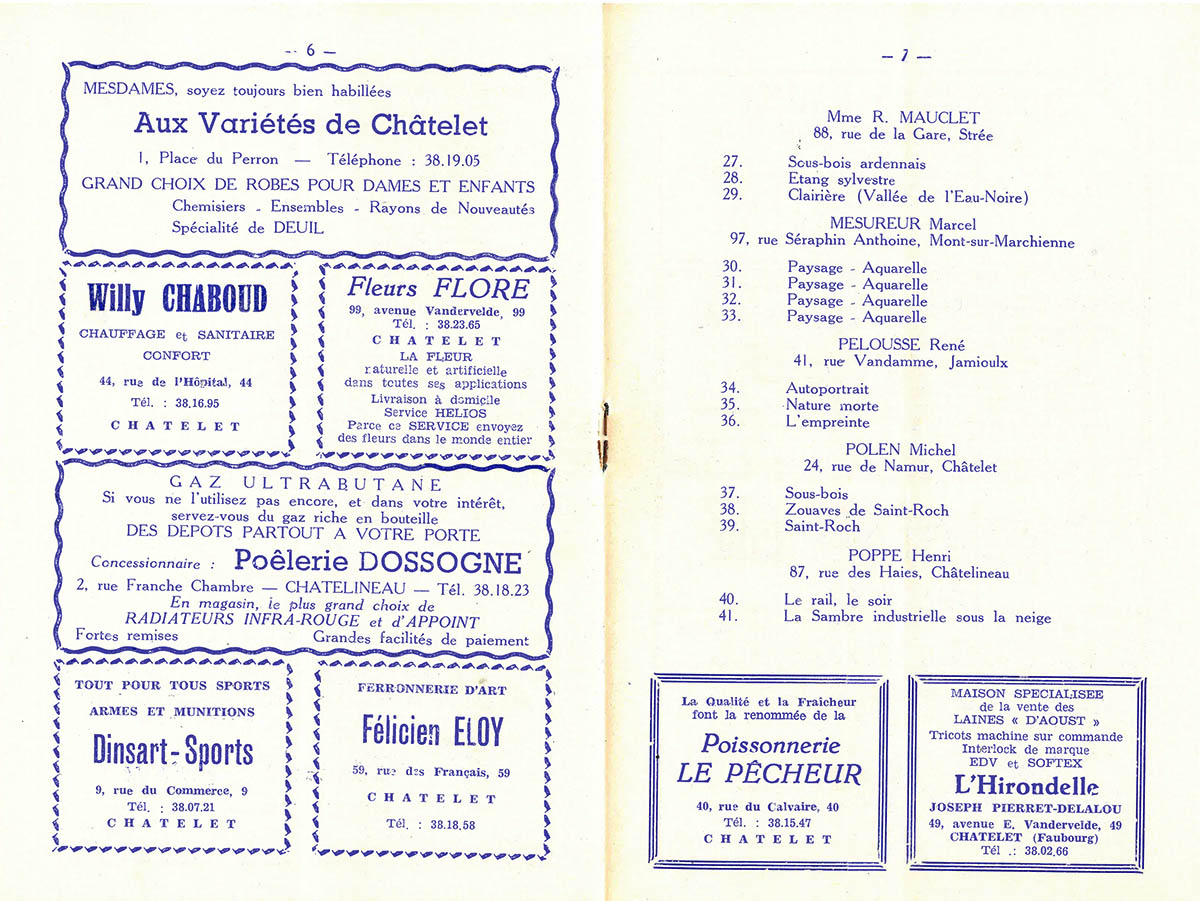 — 6 —
MESDAMES, soyez toujours bien habillées
Aux Variétés de Châtelet
1, Place du Perron — Téléphone : 38.19.05
GRAND CHOIX DE ROBES POUR DAMES ET ENFANTS
Chemisiers - Ensembles - Rayons de Nouveautés
Spécialité de DEUIL
Willy CHABOUD
CHAUFFAGE et SANITAIRE
CONFORT
44, rue de l'Hôpital, 44
Tél. : 38.16.95
CHATELET
Fleurs FLORE
99, avenue Vandervelde, 99
Tél. : 38.23.65
CHATELET
LA FLEUR
naturelle et artificielle
dans toutes ses applications
Livraison à domicile
Service HELIOS
Parce ce SERVICE envoyez
des fleurs dans le monde entier
GAZ ULTRABUTANE
Si vous ne l'utilisez pas encore, et dans votre intérêt,
servez-vous du gaz riche en bouteille
DES DEPOTS PARTOUT A VOTRE PORTE
Concessionnaire : Poêlerie DOSSOGNE
2, rue Franche Chambre — CHATELINEAU — Tél. 38.18.23
En magasin, le plus grand choix de
RADIATEURS INFRA-ROUGE et d'APPOINT
Fortes remises Grandes facilités de paiement
TOUT POUR TOUS SPORTS
ARMES ET MUNITIONS
Dinsart-Sports
9, rue du Commerce, 9
Tél. : 38.07.21
CHATELET
FERRONNERIE D'ART
Félicien ELOY
59, rue des Français, 59
CHATELET
Tél. : 38.18.58
— 7 —
Mme R. MAUCLET
88, rue de la Gare, Strée
27. Sous-bois ardennais
28. Etang sylvestre
29. Clairière (Vallée de l'Eau-Noire)
MESUREUR Marcel
97, rue Séraphin Anthoine, Mont-sur-Marchienne
30. Paysage - Aquarelle
31. Paysage - Aquarelle
32. Paysage - Aquarelle
33. Paysage - Aquarelle
PELOUSSE René
41, rue Vandamme, Jamioulx
34. Autoportrait
35. Nature morte
36. L'empreinte
POLEN Michel
24, rue de Namur, Châtelet
37. Sous-bois
38. Zouaves de Saint-Roch
39. Saint-Roch
POPPE Henri
87, rue des Haies, Châtelineau
40. Le rail, le soir
41. La Sambre industrielle sous la neige
La Qualité et la Fraîcheur
font la renommée de la
Poissonnerie
LE PÊCHEUR
40, rue du Calvaire, 40
Tél. : 38.15.47
CHATELET
MAISON SPECIALISEE
de la vente des
LAINES « D'AOUST »
Tricots machine sur commande
Interlock de marque
EDV et SOFTEX
L'Hirondelle
JOSEPH PIERRET-DELALOU
49, avenue E. Vandervelde, 49
CHATELET (Faubourg)
Tél .: 38.02.66